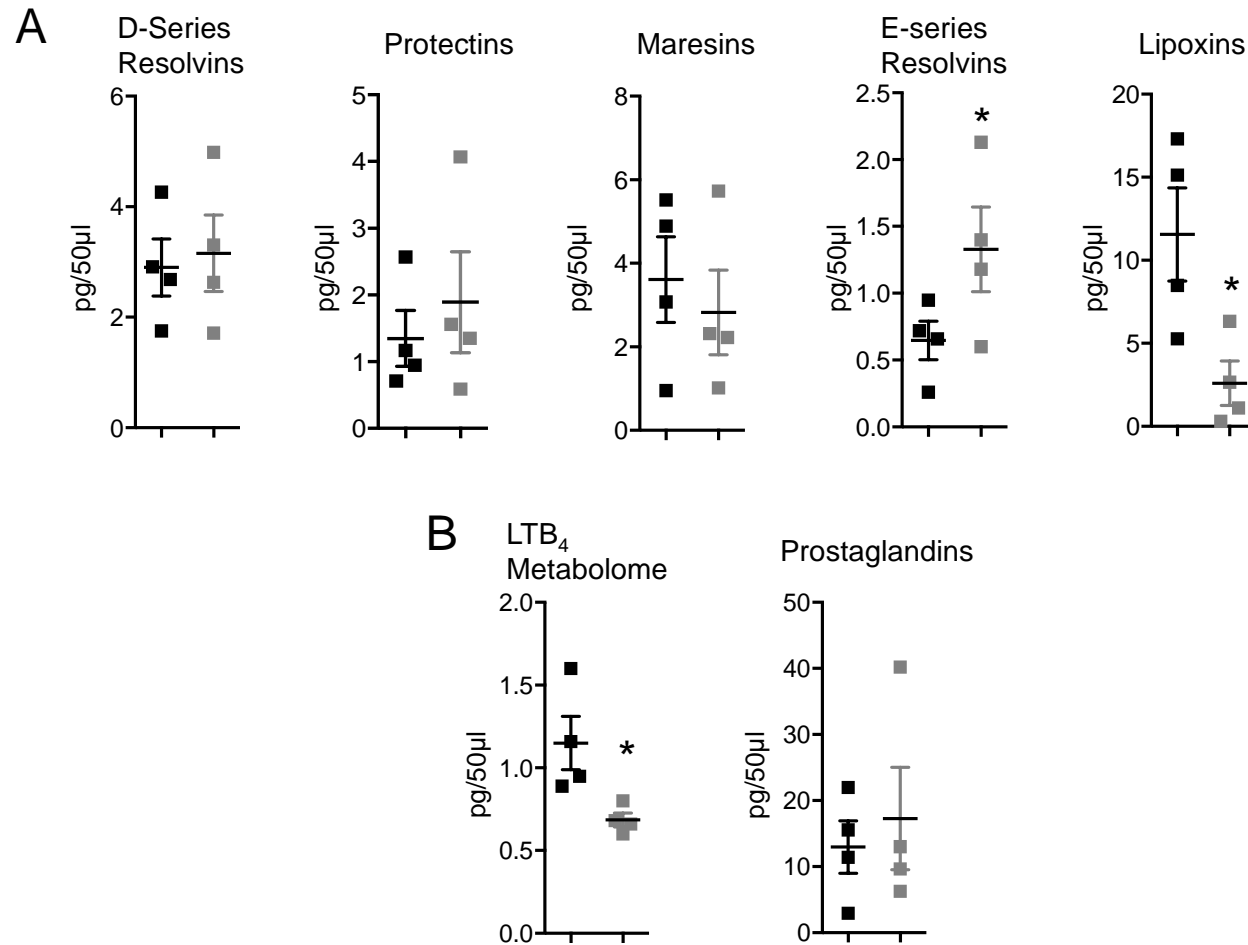 A
D-Series
Resolvins
Protectins
Maresins
E-series
Resolvins
Lipoxins
pg/50µl
6
4
2
0
pg/50µl
5
4
3
2
1
0
pg/50µl
8
6
4
2
0
pg/50µl
2.5
2.0
1.5
1.0
0.5
0.0
*
pg/50µl
20
15
10
5
0
*
B
LTB₄
Metabolome
Prostaglandins
pg/50µl
2.0
1.5
1.0
0.5
0.0
*
pg/50µl
50
40
30
20
10
0